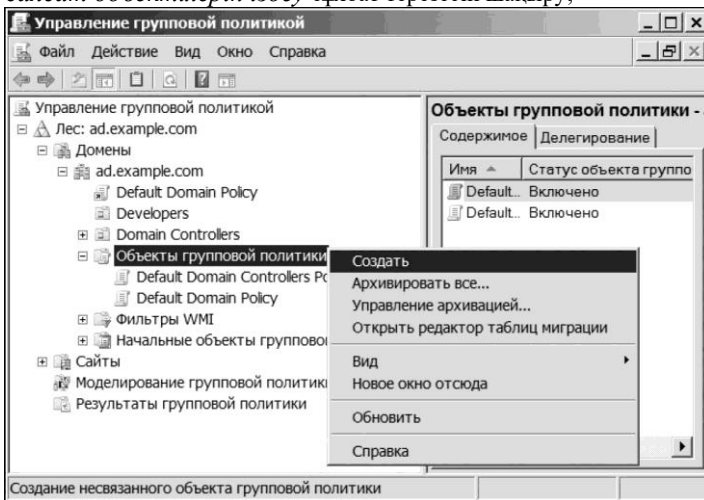 Управление групповой политикой
Файл Действие Вид Окно Справка
Управление групповой политикой
Лес: ad.example.com
Домены
ad.example.com
Default Domain Policy
Developers
Domain Controllers
Объекты групповой политики
Default Domain Controllers Po
Default Domain Policy
Фильтры WMI
Начальные объекты группово
Сайты
Моделирование групповой политики
Результаты групповой политики
Объекты групповой политики -
Содержимое Делегирование
Имя Статус объекта группо
Default... Включено
Default... Включено
Создать
Архивировать все...
Управление архивацией...
Открыть редактор таблиц миграции
Вид
Новое окно отсюда
Обновить
Справка
Создание несвязанного объекта групповой политики